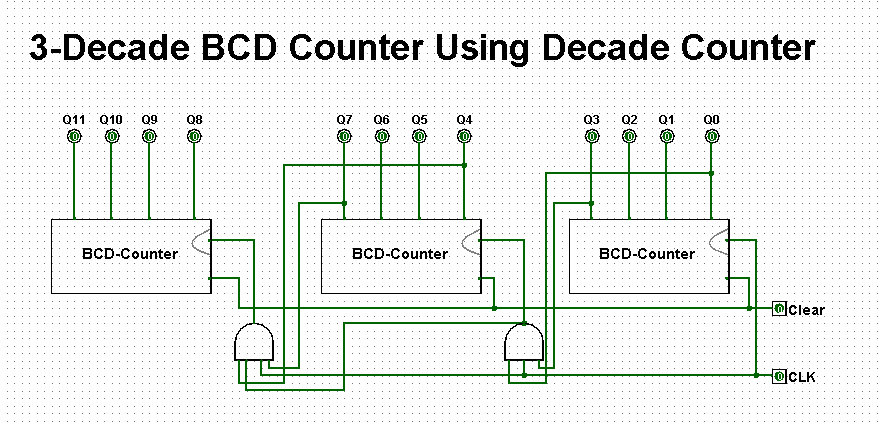 3-Decade BCD Counter Using Decade Counter
Q11 Q10 Q9 Q8 Q7 Q6 Q5 Q4 Q3 Q2 Q1 Q0
0 0 0 0 0 0 0 0 0 0 0 0
BCD-Counter BCD-Counter BCD-Counter
0 Clear
0 CLK